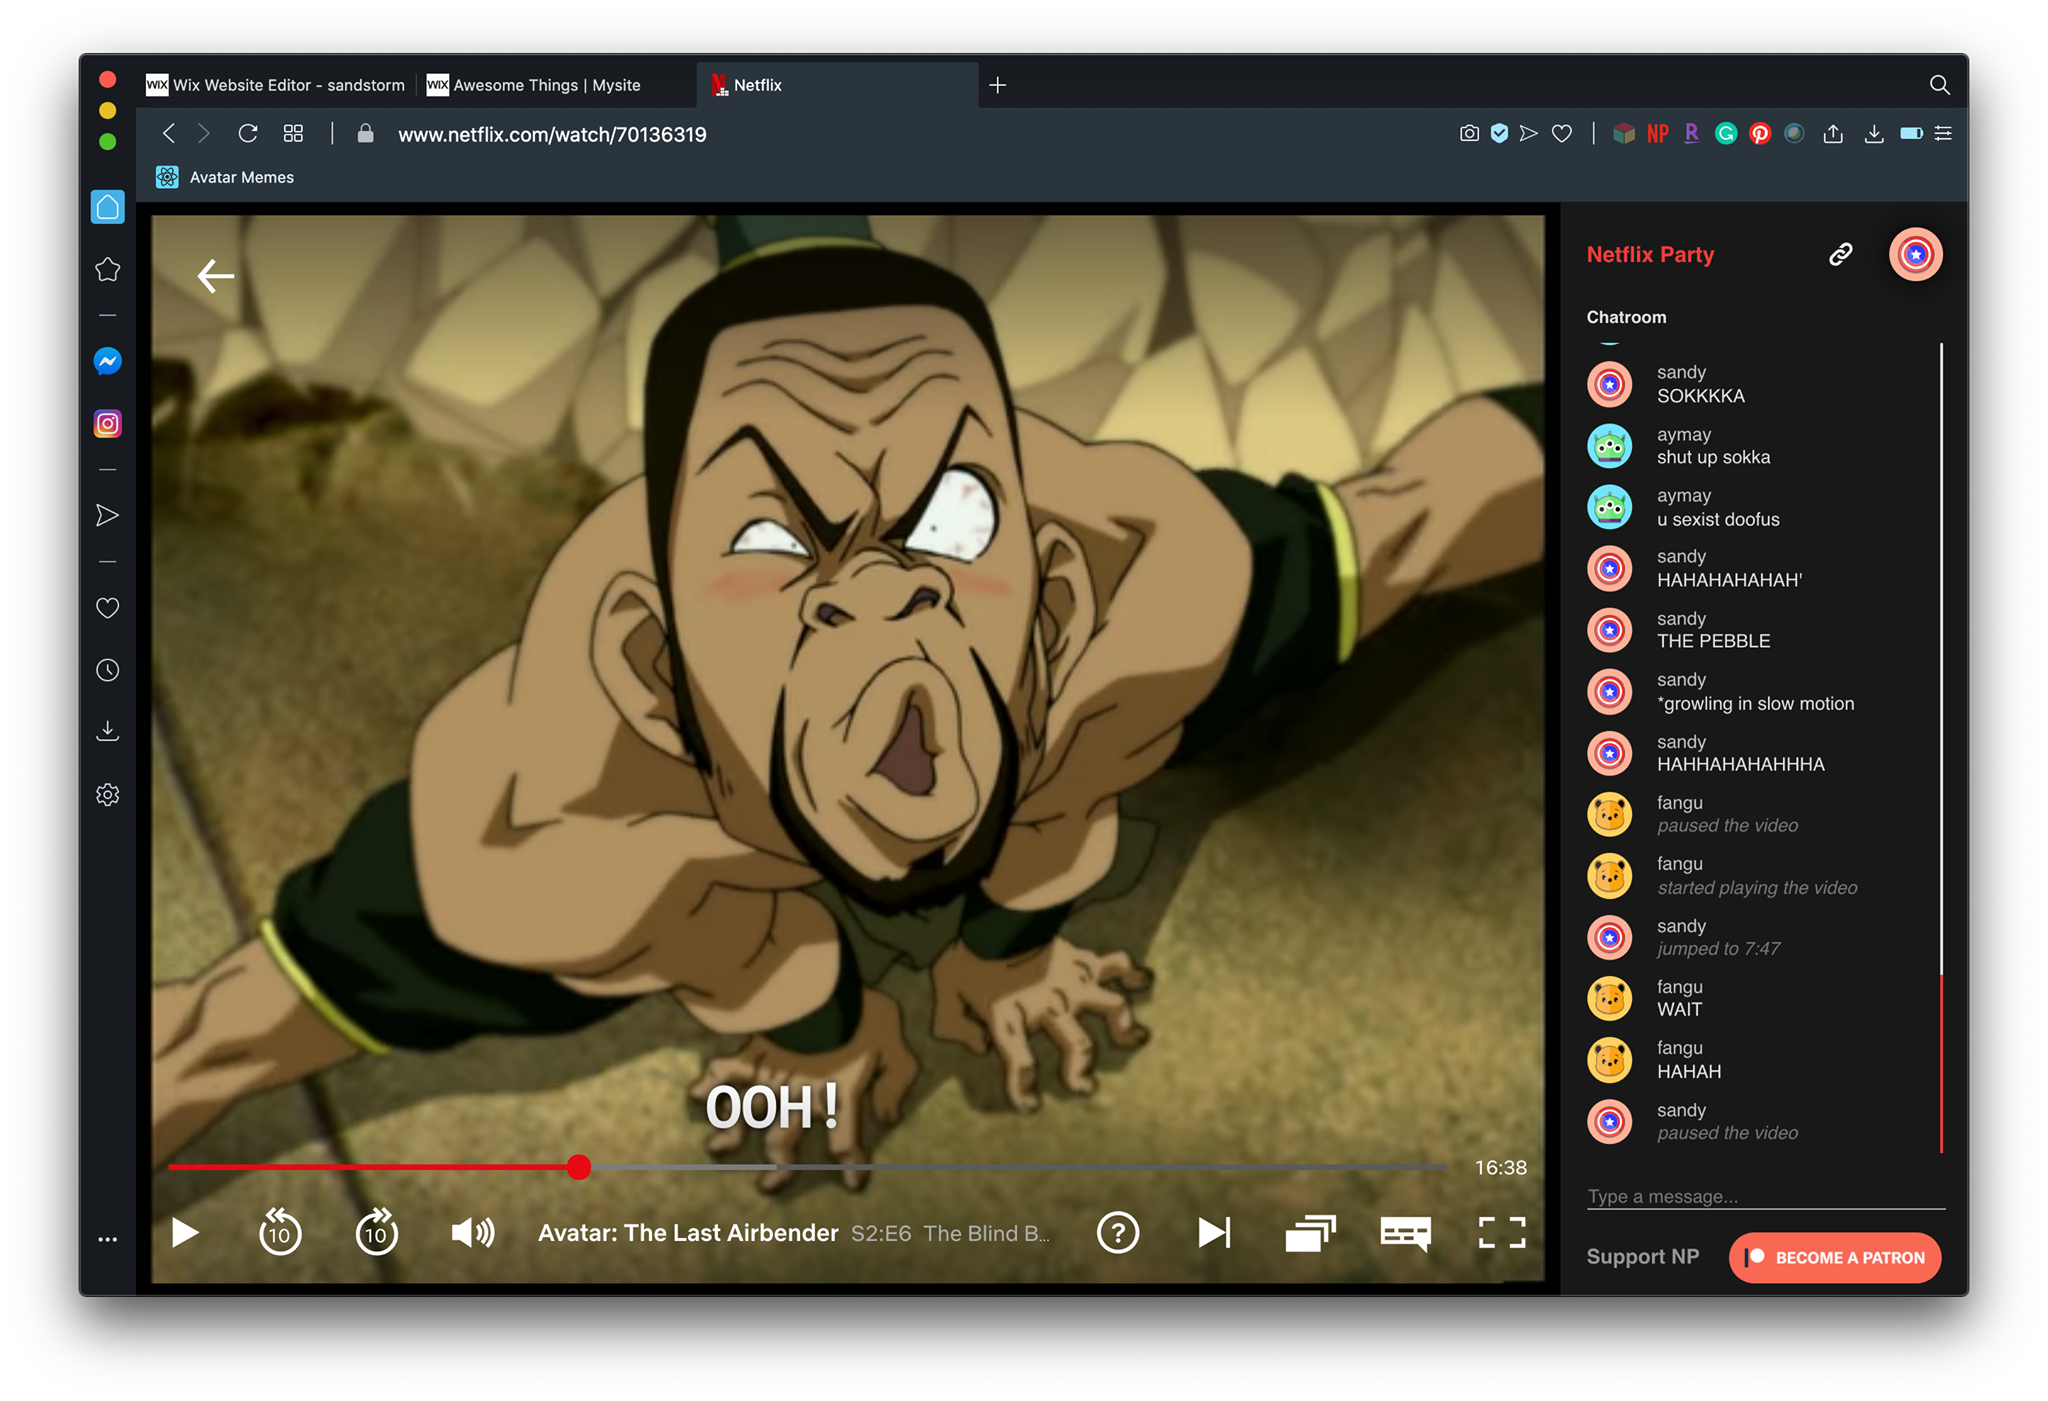 WIX Wix Website Editor - sandstorm
WIX Awesome Things | Mysite
Netflix
www.netflix.com/watch/70136319
NP R
Avatar Memes
OOH!
16:38
10
10
Avatar: The Last Airbender S2:E6 The Blind B...
?
Netflix Party
Chatroom
sandy
SOKKKKA
aymay
shut up sokka
aymay
u sexist doofus
sandy
HAHAHAHAHAH'
sandy
THE PEBBLE
sandy
*growling in slow motion
sandy
HAHHAHAHAHHHA
fangu
paused the video
fangu
started playing the video
sandy
jumped to 7:47
fangu
WAIT
fangu
HAHAH
sandy
paused the video
Type a message...
Support NP
BECOME A PATRON